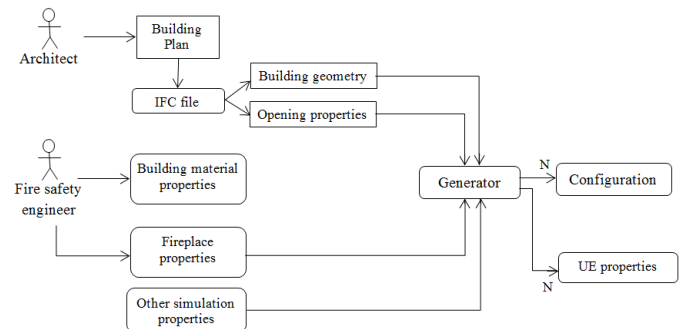 Building
Plan
Architect
Building geometry
IFC file
Opening properties
Building material
properties
Fire safety
engineer
Generator
N
Configuration
Fireplace
properties
UE properties
N
Other simulation
properties